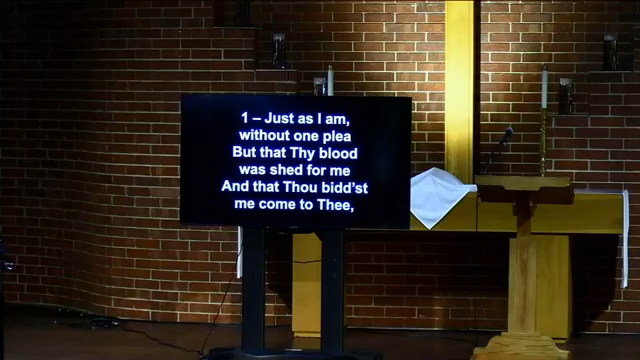 1 – Just as I am,
without one plea
But that Thy blood
was shed for me
And that Thou bidd'st
me come to Thee,